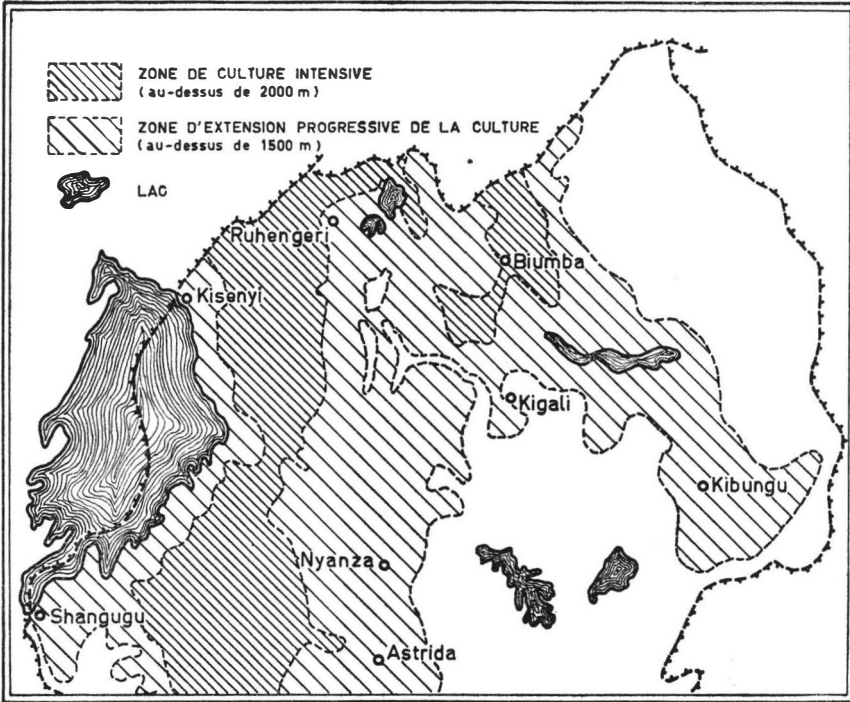 ZONE DE CULTURE INTENSIVE
(au-dessus de 2000 m)
ZONE D'EXTENSION PROGRESSIVE DE LA CULTURE
(au-dessus de 1500 m)
LAC
Ruhengeri
Biumba
Kisenyi
Kigali
Kibungu
Nyanza
Shangugu
Astrida